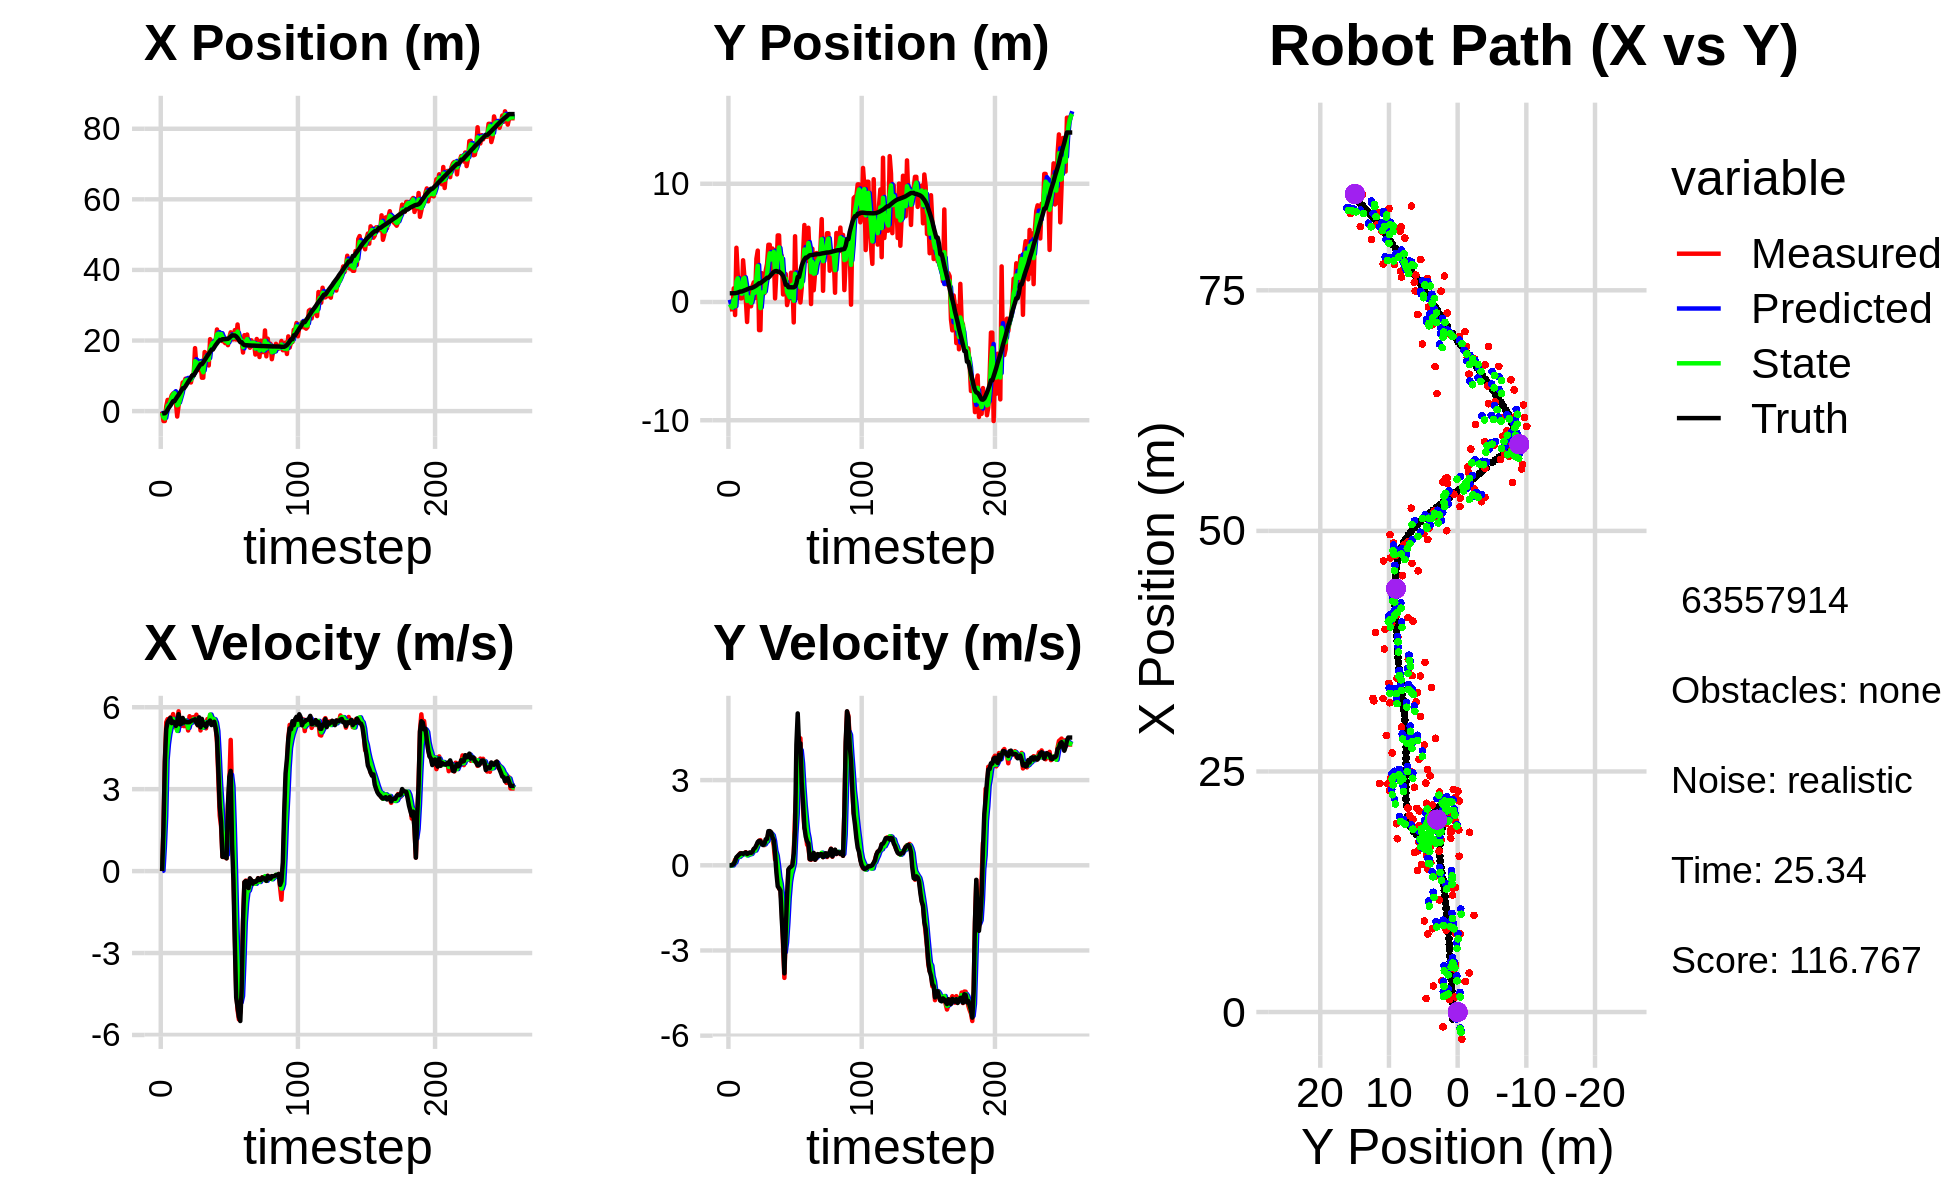 X Position (m)
80
60
40
20
0
0
100
200
timestep
Y Position (m)
10
0
-10
0
100
200
timestep
X Velocity (m/s)
6
3
0
-3
-6
0
100
200
timestep
Y Velocity (m/s)
3
0
-3
-6
0
100
200
timestep
Robot Path (X vs Y)
X Position (m)
75
50
25
0
20 10 0 -10 -20
Y Position (m)
variable
Measured
Predicted
State
Truth
63557914
Obstacles: none
Noise: realistic
Time: 25.34
Score: 116.767